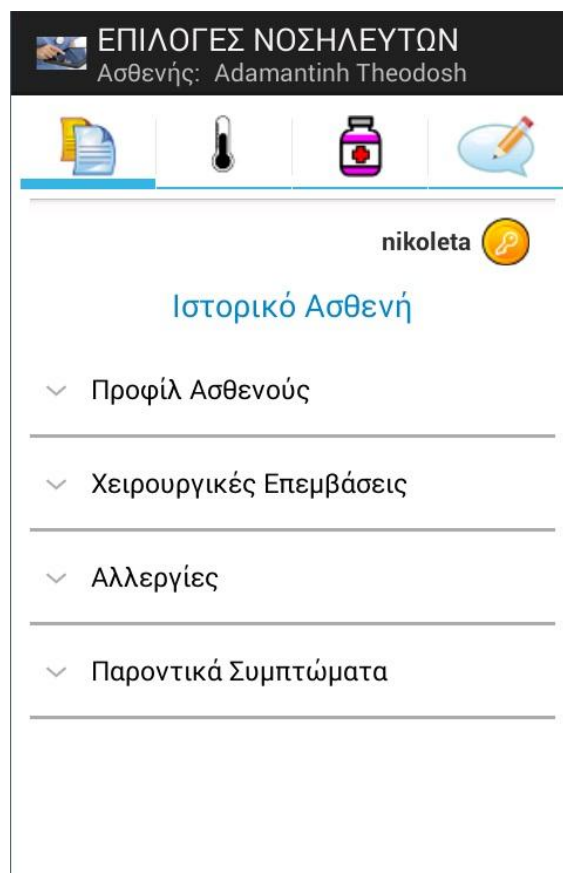 ΕΠΙΛΟΓΕΣ ΝΟΣΗΛΕΥΤΩΝ
Ασθενής: Adamantinh Theodosh
nikoleta
Ιστορικό Ασθενή
Προφίλ Ασθενούς
Χειρουργικές Επεμβάσεις
Αλλεργίες
Παροντικά Συμπτώματα